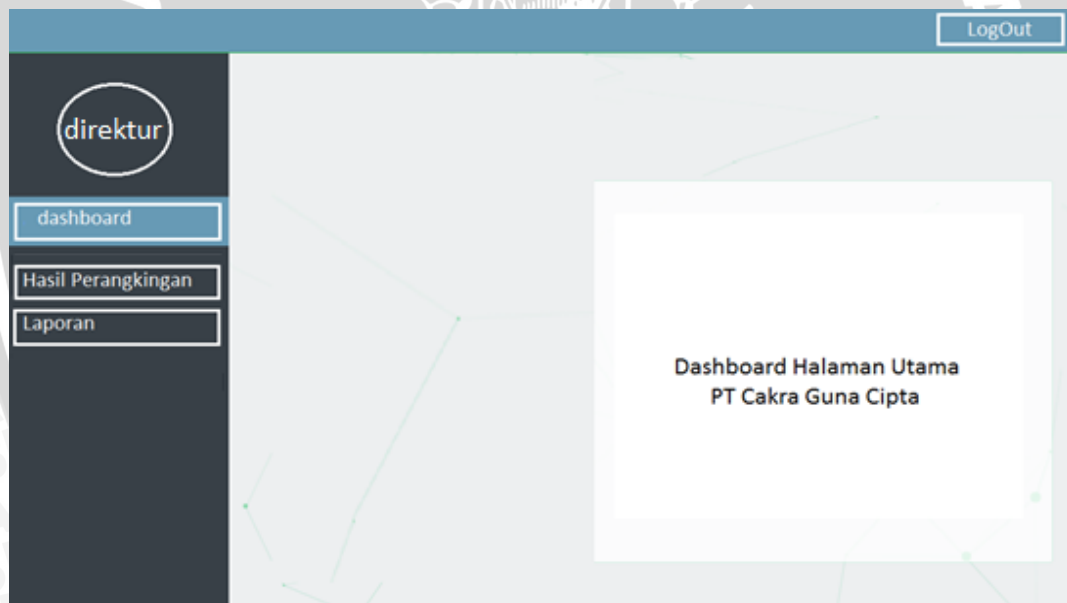 LogOut
direktur
dashboard
Hasil Perangkingan
Laporan
Dashboard Halaman Utama
PT Cakra Guna Cipta